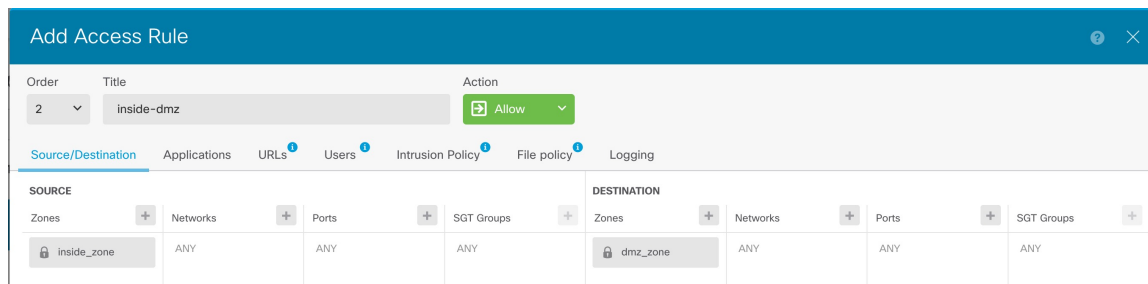 Add Access Rule
Order Title Action
2 inside-dmz Allow
Source/Destination Applications URLs Users Intrusion Policy File policy Logging
SOURCE DESTINATION
Zones Networks Ports SGT Groups Zones Networks Ports SGT Groups
inside_zone ANY ANY ANY dmz_zone ANY ANY ANY